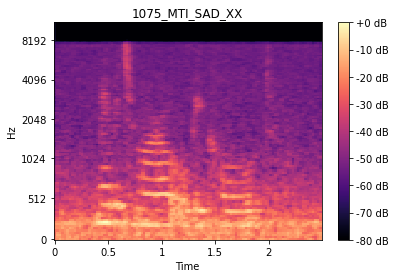 1075_MTI_SAD_XX
Hz
8192
4096
2048
1024
512
0
0
0.5
1
1.5
2
Time
+0 dB
-10 dB
-20 dB
-30 dB
-40 dB
-50 dB
-60 dB
-70 dB
-80 dB